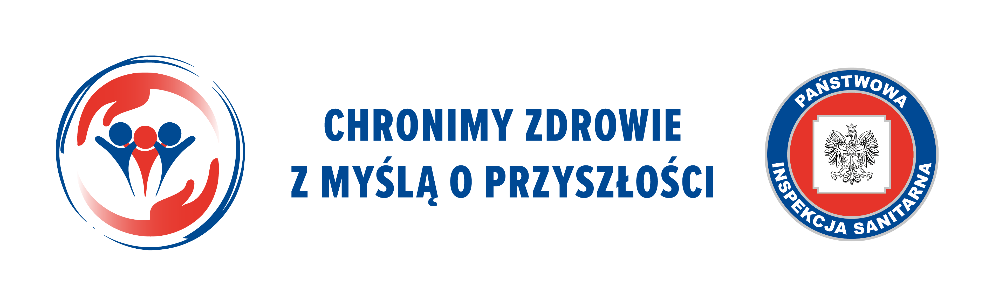 CHRONIMY ZDROWIE
Z MYŚLĄ O PRZYSZŁOŚCI
PAŃSTWOWA
INSPEKCJA SANITARNA